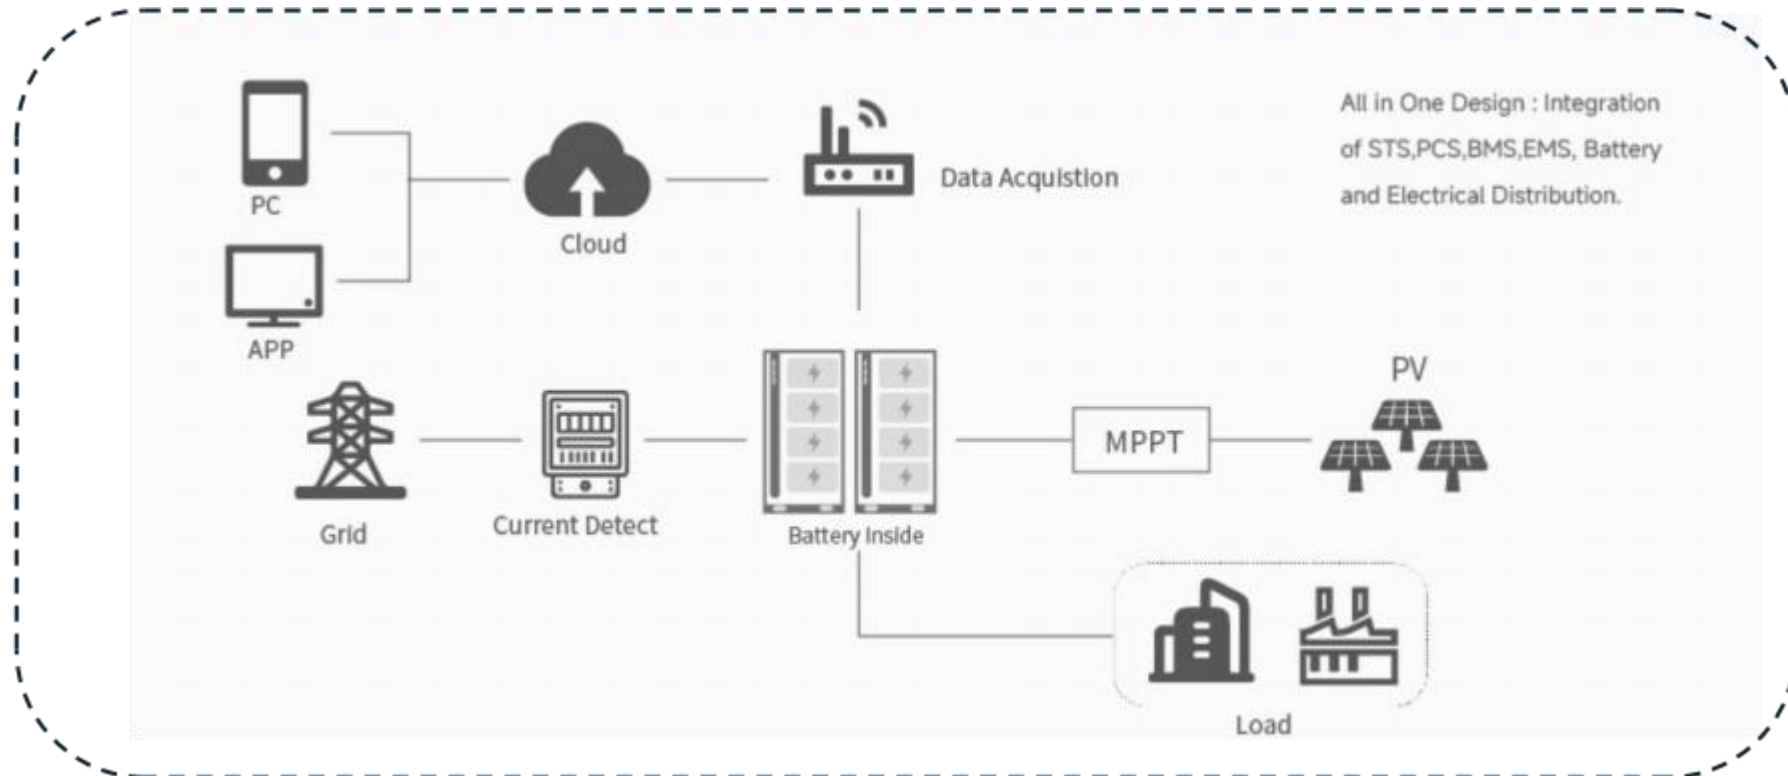 All in One Design : Integration
of STS,PCS,BMS,EMS, Battery
and Electrical Distribution.
PC
Cloud
Data Acquistion
APP
PV
MPPT
Grid
Current Detect
Battery Inside
Load